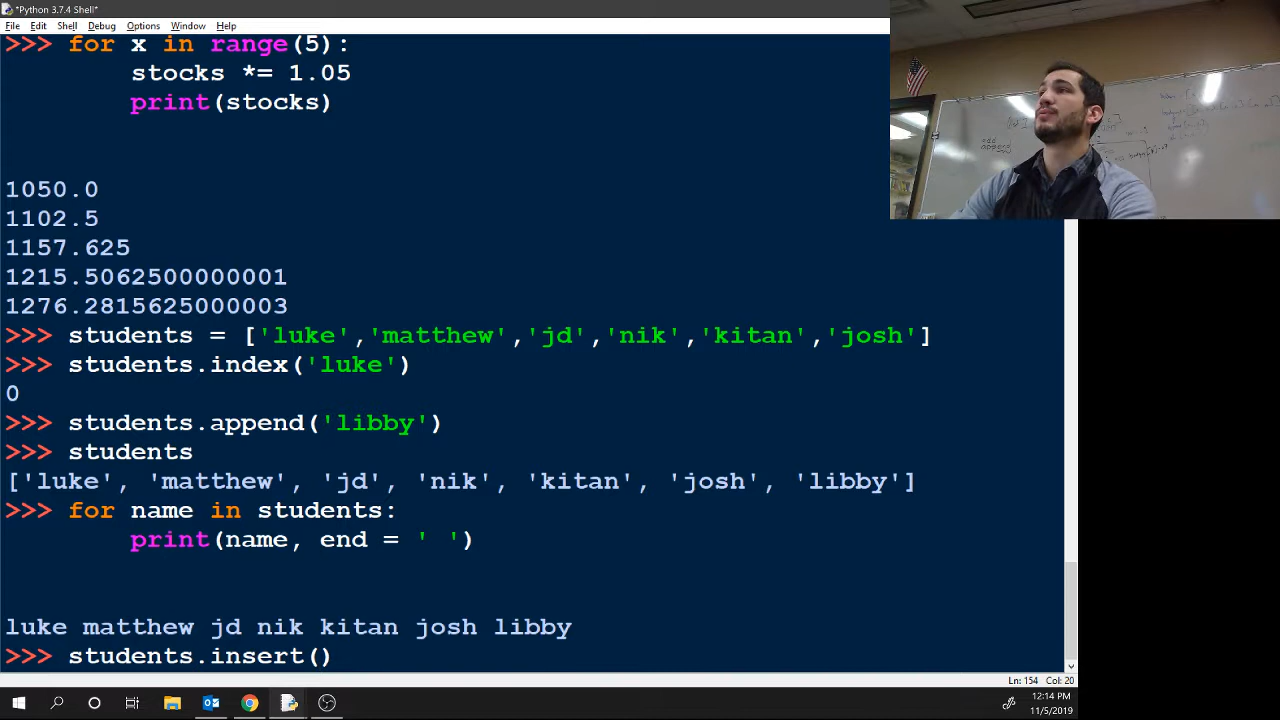 *Python 3.7.4 Shell*
File Edit Shell Debug Options Window Help
>>> for x in range(5):
        stocks *= 1.05
        print(stocks)
1050.0
1102.5
1157.625
1215.5062500000001
1276.2815625000003
>>> students = ['luke','matthew','jd','nik','kitan','josh']
>>> students.index('luke')
0
>>> students.append('libby')
>>> students
['luke', 'matthew', 'jd', 'nik', 'kitan', 'josh', 'libby']
>>> for name in students:
        print(name, end = ' ')
luke matthew jd nik kitan josh libby
>>> students.insert()
Ln: 154 Col: 20
12:14 PM
11/5/2019